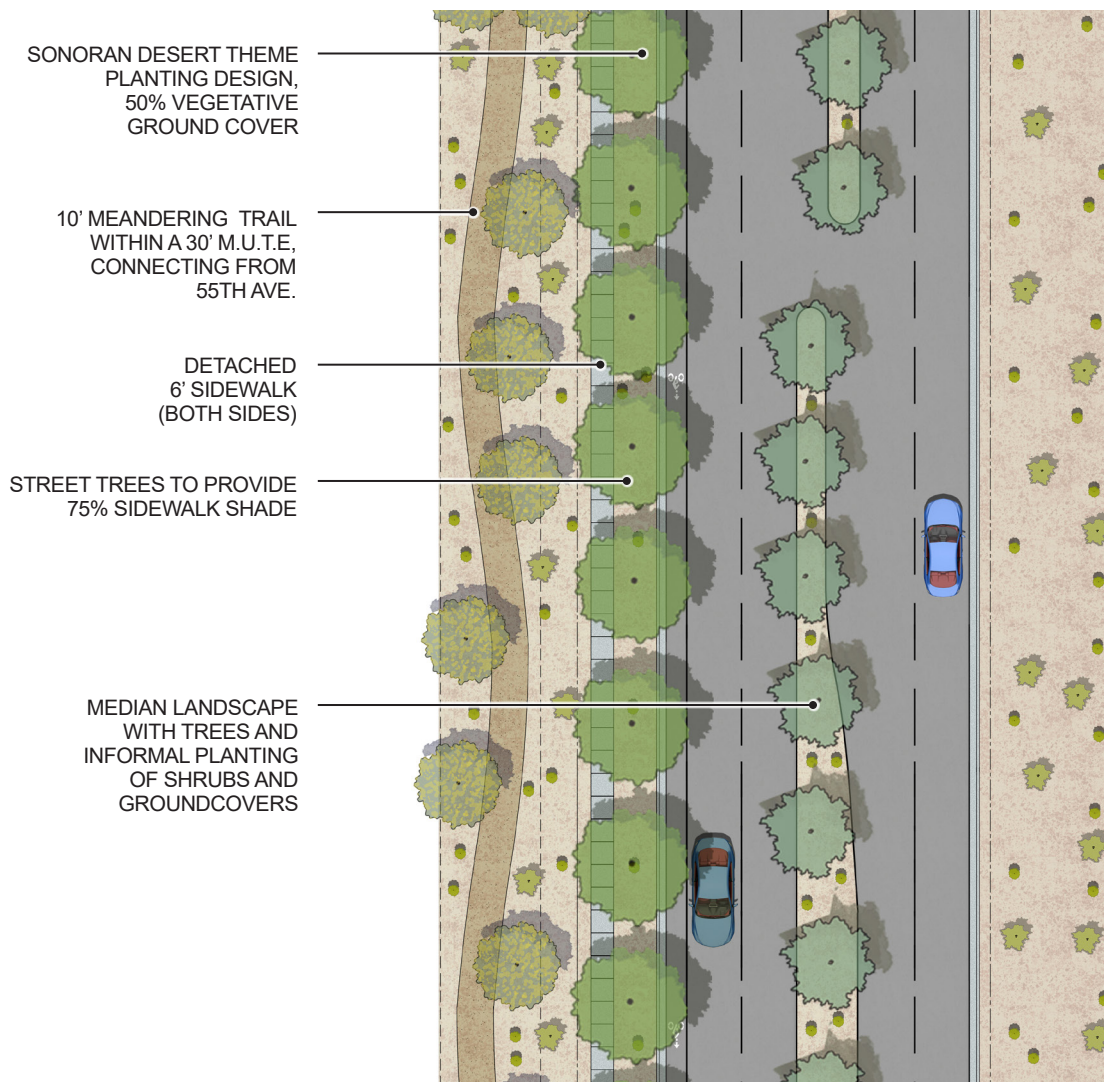 SONORAN DESERT THEME
PLANTING DESIGN,
50% VEGETATIVE
GROUND COVER
10' MEANDERING TRAIL
WITHIN A 30' M.U.T.E,
CONNECTING FROM
55TH AVE.
DETACHED
6' SIDEWALK
(BOTH SIDES)
STREET TREES TO PROVIDE
75% SIDEWALK SHADE
MEDIAN LANDSCAPE
WITH TREES AND
INFORMAL PLANTING
OF SHRUBS AND
GROUNDCOVERS